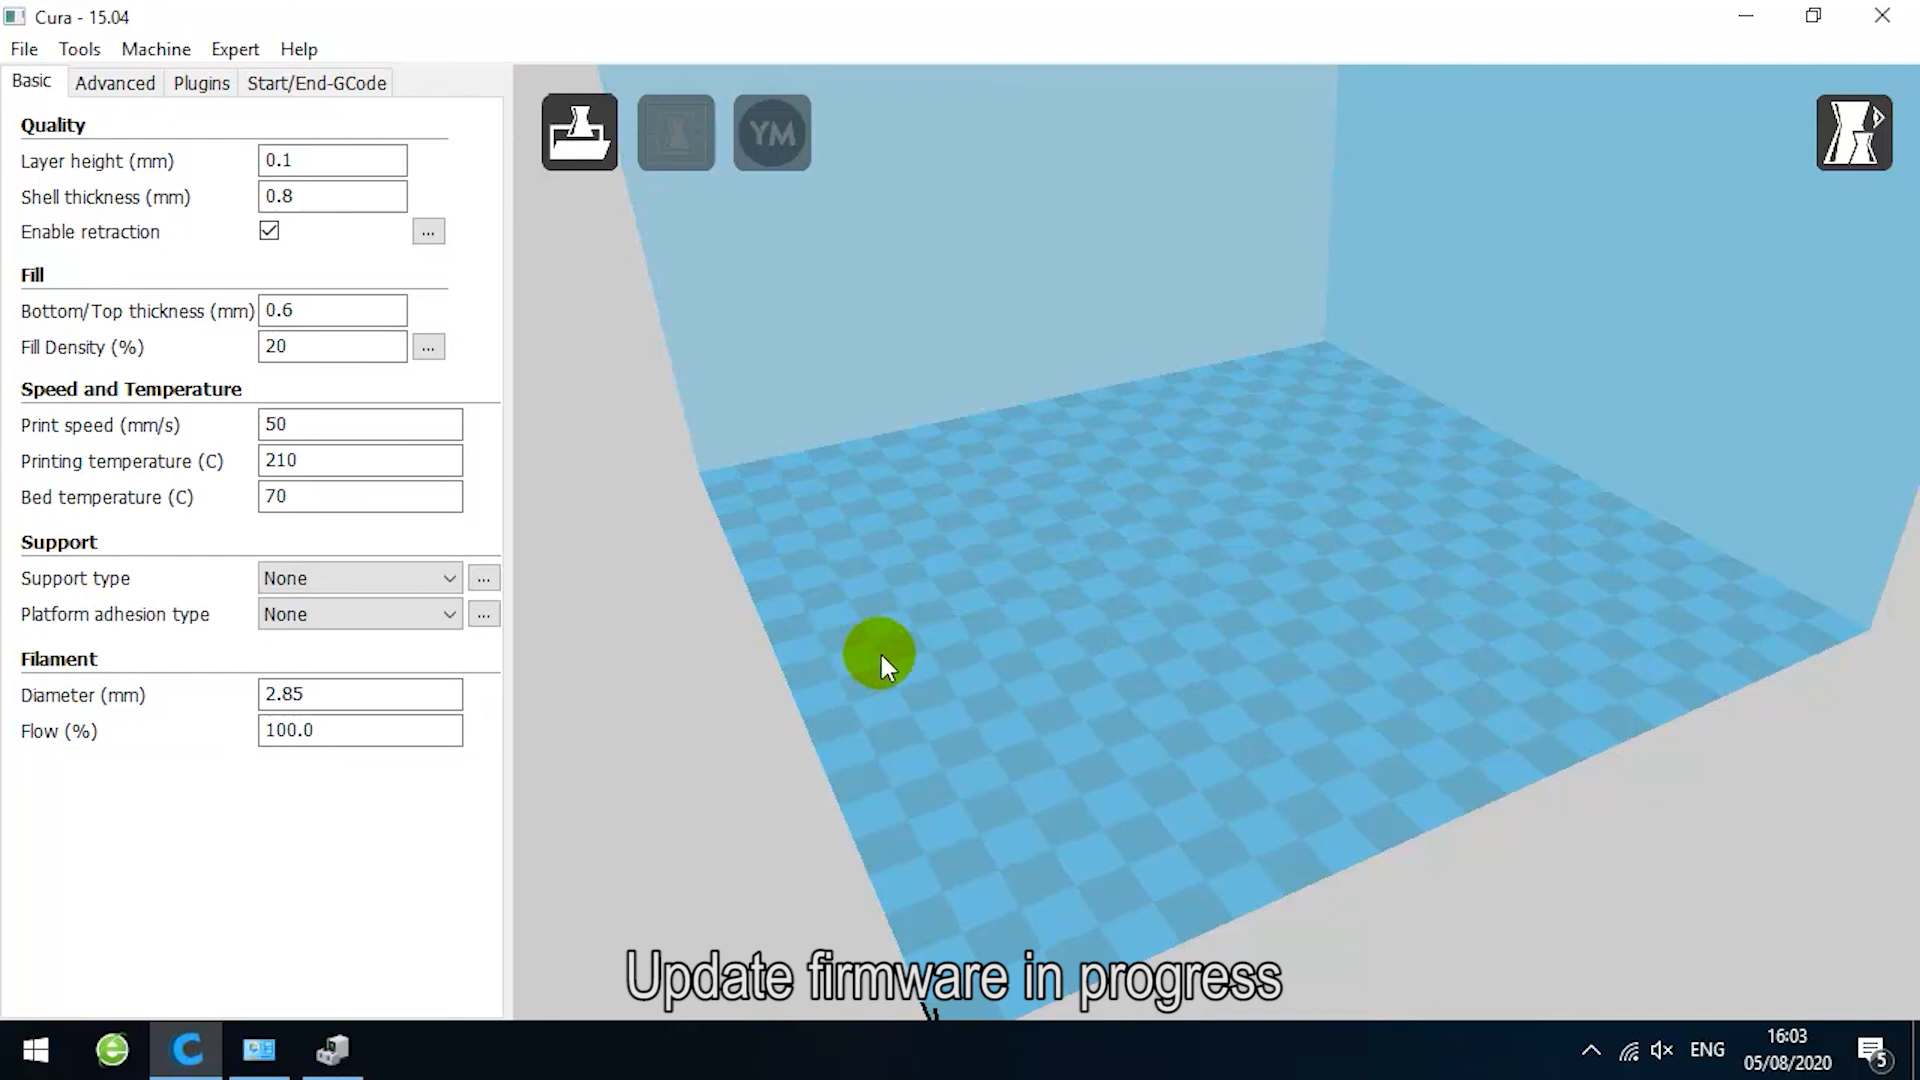 Cura - 15.04
File Tools Machine Expert Help
Basic Advanced Plugins Start/End-GCode
Quality
Layer height (mm) 0.1
Shell thickness (mm) 0.8
Enable retraction ...
Fill
Bottom/Top thickness (mm) 0.6
Fill Density (%) 20 ...
Speed and Temperature
Print speed (mm/s) 50
Printing temperature (C) 210
Bed temperature (C) 70
Support
Support type None ...
Platform adhesion type None ...
Filament
Diameter (mm) 2.85
Flow (%) 100.0
YM
Update firmware in progress
ENG
16:03
05/08/2020
5